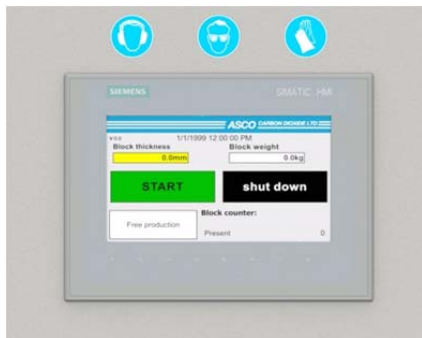 SIEMENS SIMATIC HMI
ASCO CARBON DIOXIDE LTD
1/1/1999 12:00:00 PM
Block thickness Block weight
0.0mm 0.0kg
START shut down
Block counter:
Free production
Present 0